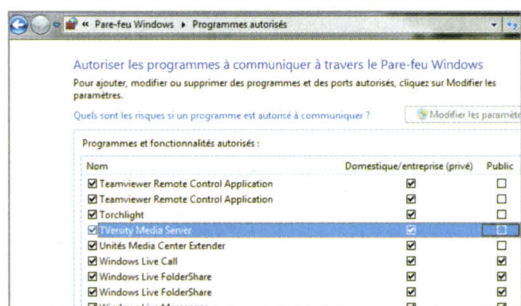 « Pare-feu Windows ▸ Programmes autorisés
Autoriser les programmes à communiquer à travers le Pare-feu Windows
Pour ajouter, modifier ou supprimer des programmes et des ports autorisés, cliquez sur Modifier les
paramètres.
Quels sont les risques si un programme est autorisé à communiquer ? Modifier les paramètr
Programmes et fonctionnalités autorisés :
Nom Domestique/entreprise (privé) Public
Teamviewer Remote Control Application
Teamviewer Remote Control Application
Torchlight
TVersity Media Server
Unités Media Center Extender
Windows Live Call
Windows Live FolderShare
Windows Live FolderShare